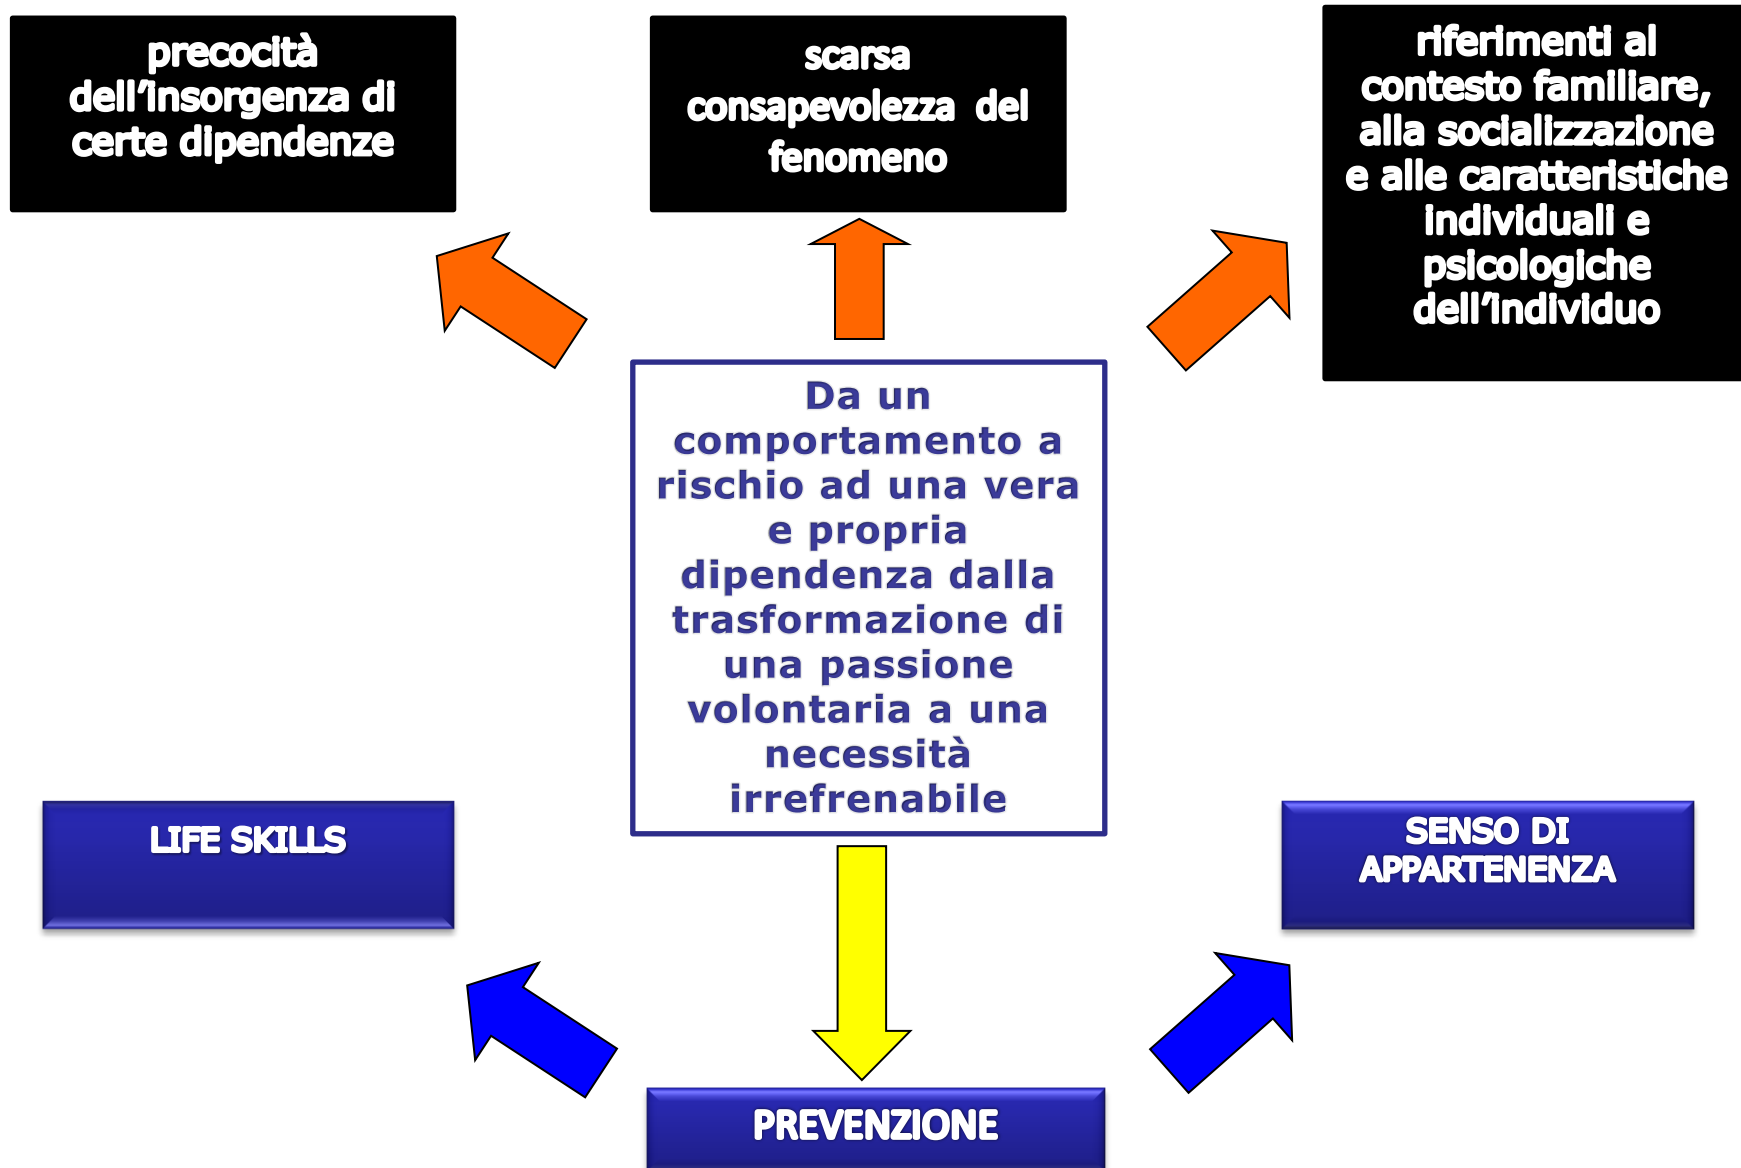 precocità
dell’insorgenza di
certe dipendenze
scarsa
consapevolezza del
fenomeno
riferimenti al
contesto familiare,
alla socializzazione
e alle caratteristiche
individuali e
psicologiche
dell’individuo
Da un
comportamento a
rischio ad una vera
e propria
dipendenza dalla
trasformazione di
una passione
volontaria a una
necessità
irrefrenabile
LIFE SKILLS
SENSO DI
APPARTENENZA
PREVENZIONE